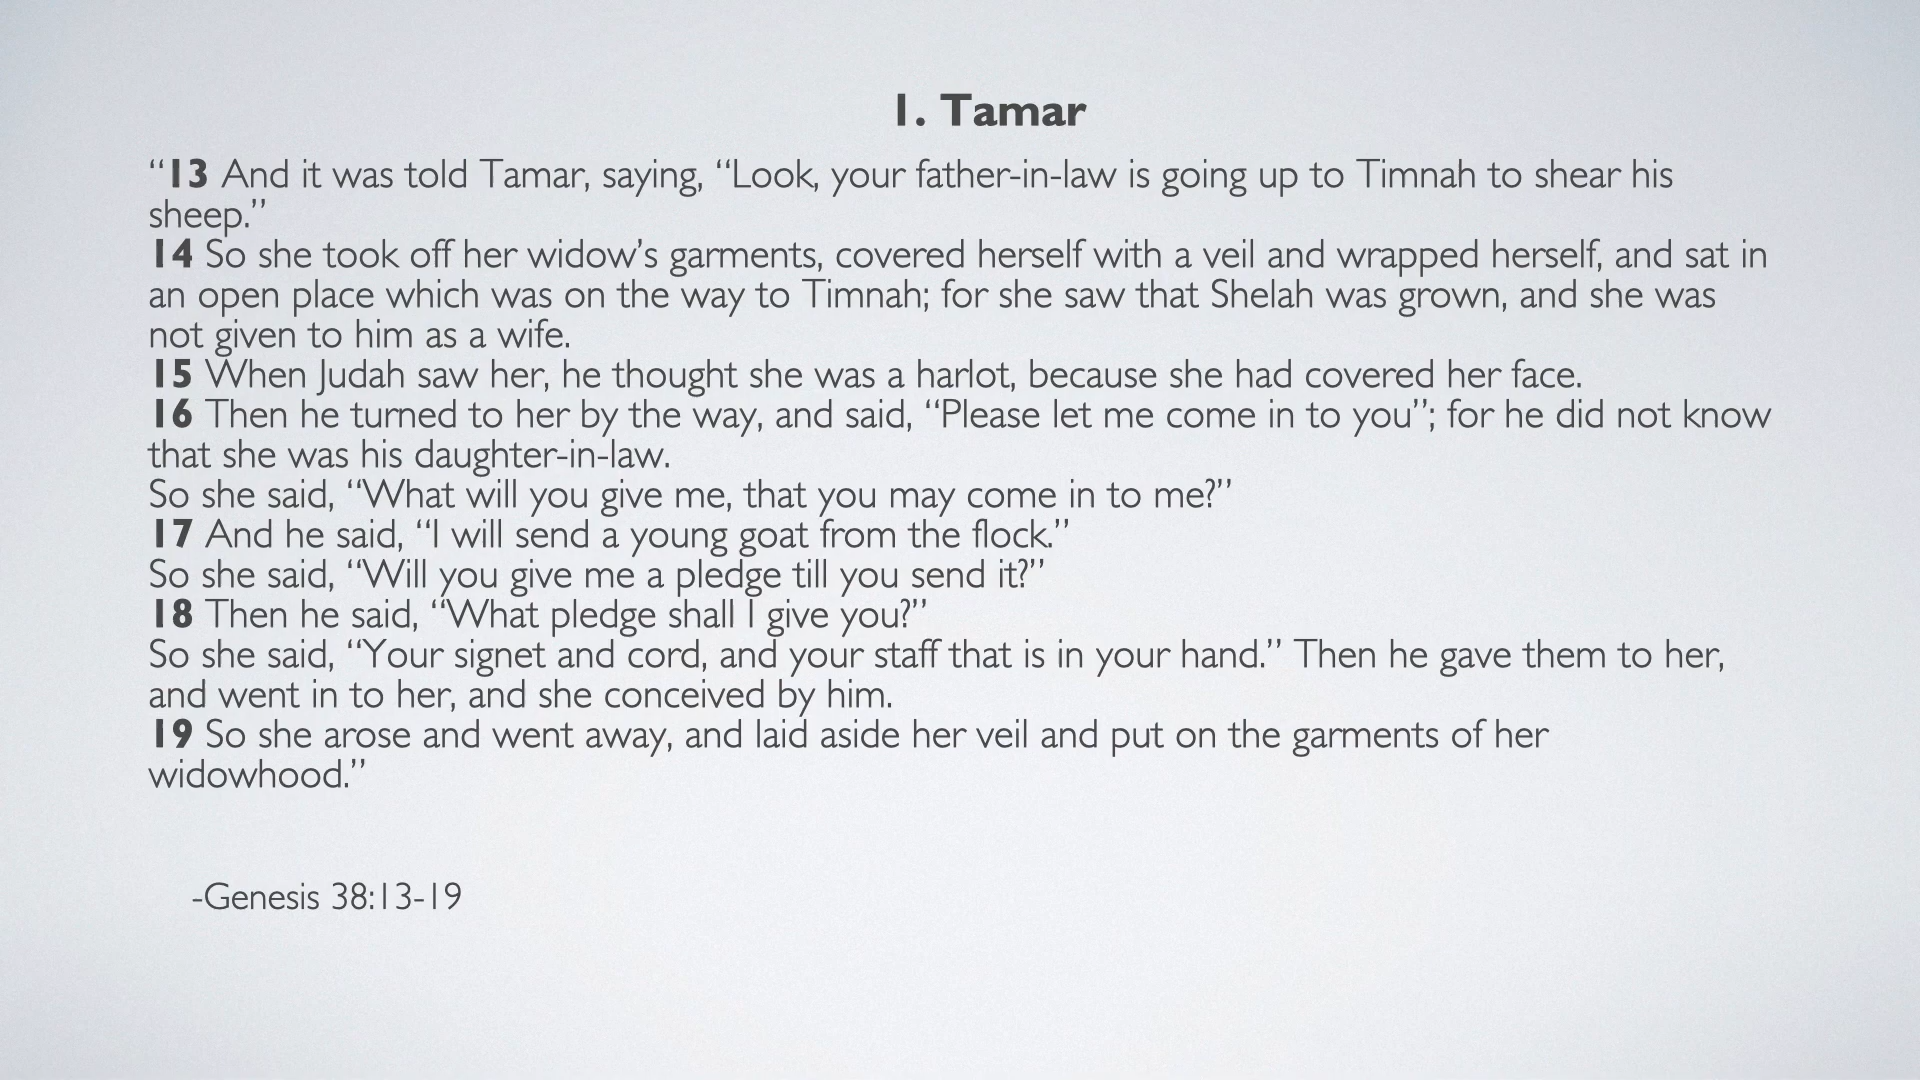 1. Tamar
“13 And it was told Tamar, saying, “Look, your father-in-law is going up to Timnah to shear his
sheep.”
14 So she took off her widow’s garments, covered herself with a veil and wrapped herself, and sat in
an open place which was on the way to Timnah; for she saw that Shelah was grown, and she was
not given to him as a wife.
15 When Judah saw her, he thought she was a harlot, because she had covered her face.
16 Then he turned to her by the way, and said, “Please let me come in to you”; for he did not know
that she was his daughter-in-law.
So she said, “What will you give me, that you may come in to me?”
17 And he said, “I will send a young goat from the flock.”
So she said, “Will you give me a pledge till you send it?”
18 Then he said, “What pledge shall I give you?”
So she said, “Your signet and cord, and your staff that is in your hand.” Then he gave them to her,
and went in to her, and she conceived by him.
19 So she arose and went away, and laid aside her veil and put on the garments of her
widowhood.”
-Genesis 38:13-19